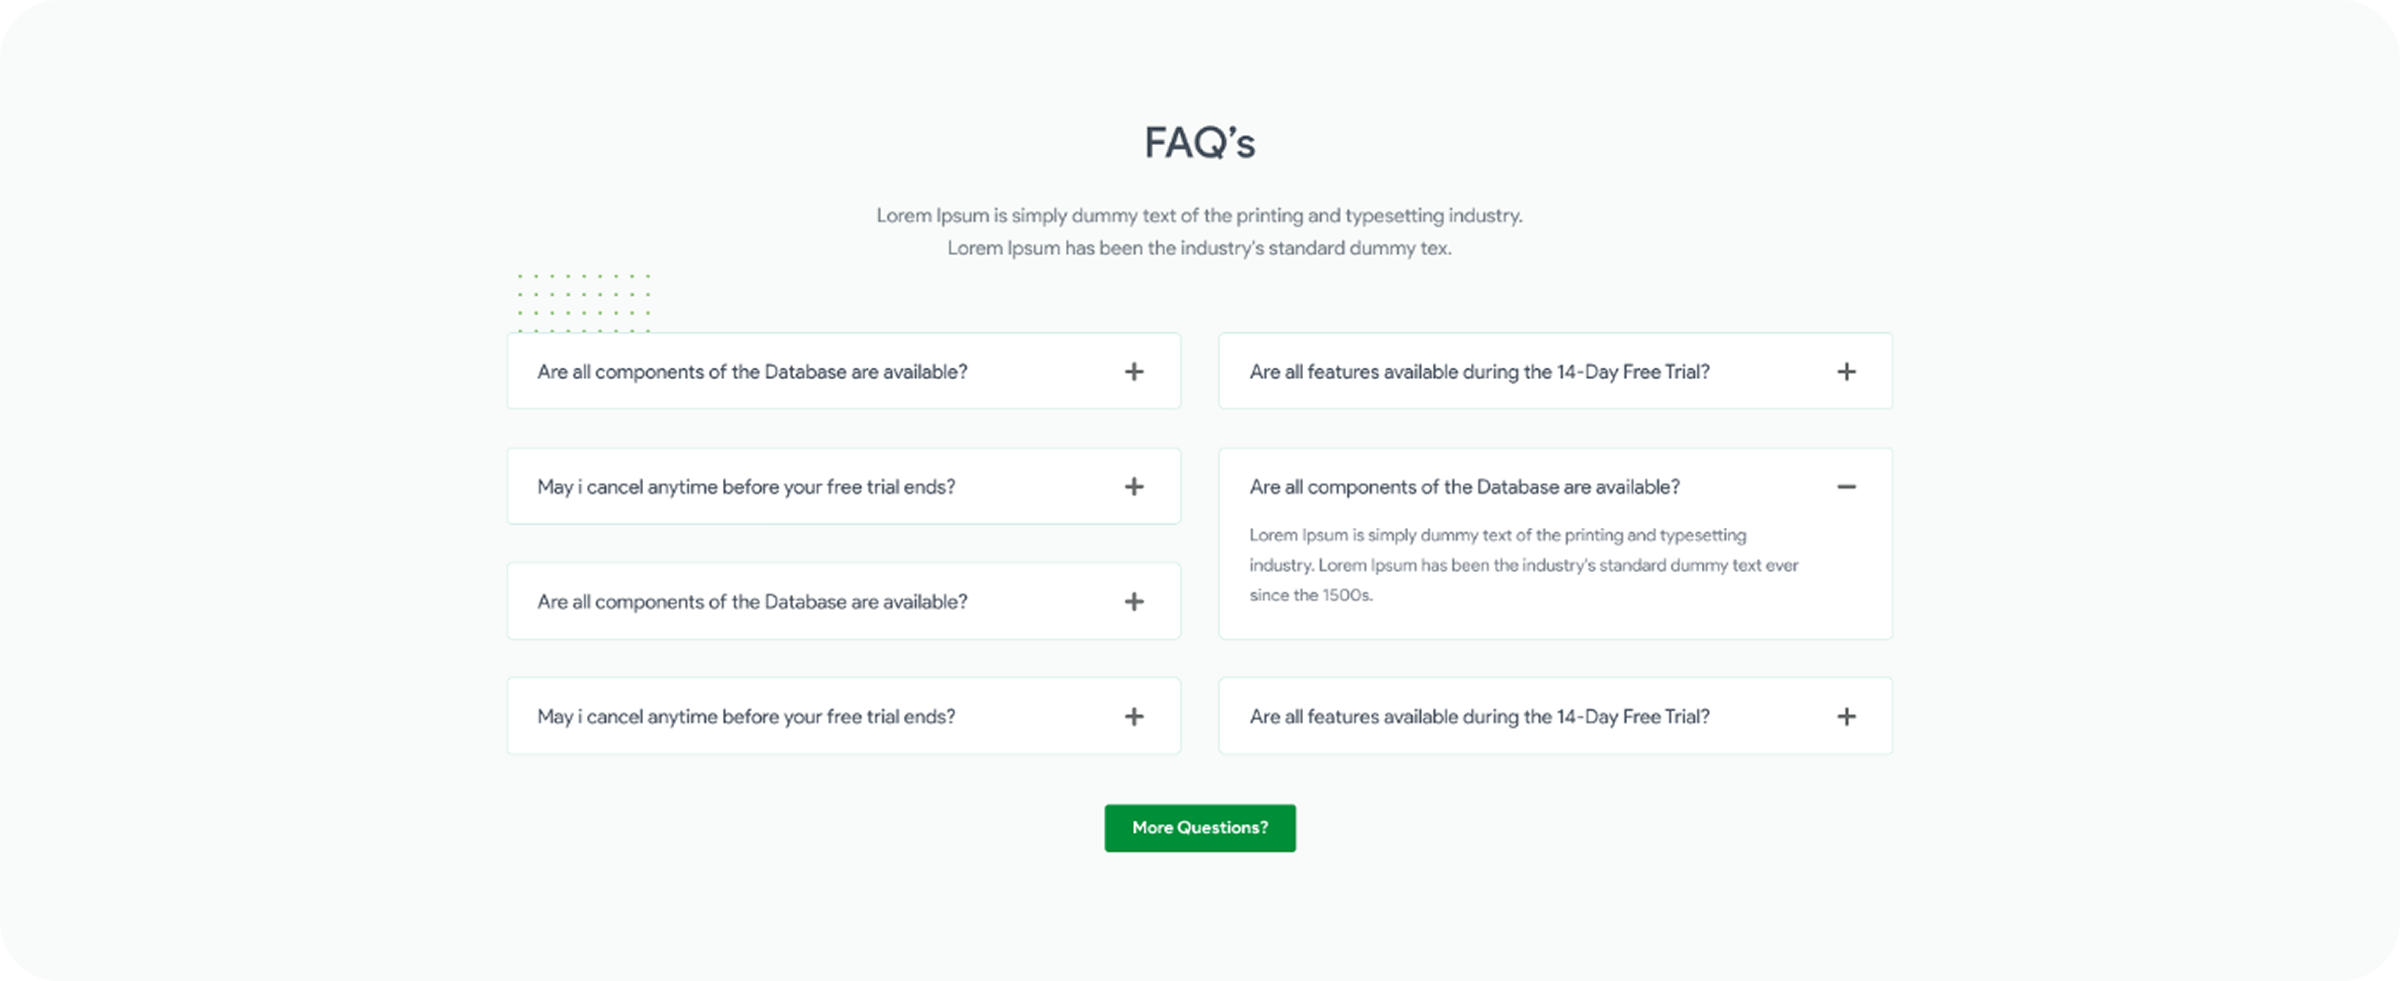 FAQ’s
Lorem Ipsum is simply dummy text of the printing and typesetting industry.
Lorem Ipsum has been the industry’s standard dummy tex.
Are all components of the Database are available?
May i cancel anytime before your free trial ends?
Are all components of the Database are available?
May i cancel anytime before your free trial ends?
Are all features available during the 14-Day Free Trial?
Are all components of the Database are available?
Lorem Ipsum is simply dummy text of the printing and typesetting
industry. Lorem Ipsum has been the industry’s standard dummy text ever
since the 1500s.
Are all features available during the 14-Day Free Trial?
More Questions?